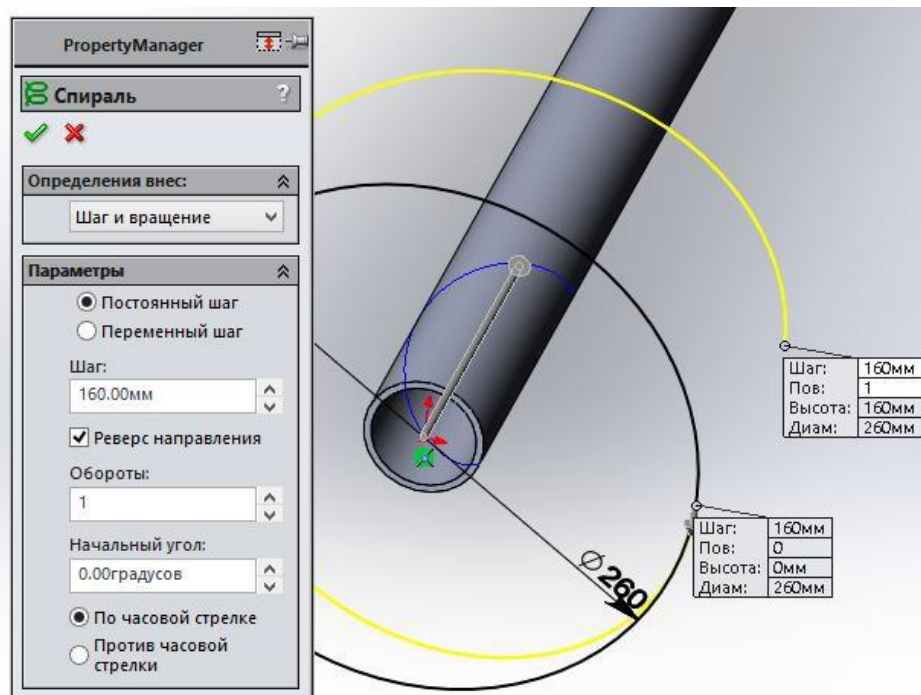 PropertyManager
Спираль
?
Определения внес:
Шаг и вращение
Параметры
Постоянный шаг
Переменный шаг
Шаг:
160.00мм
Реверс направления
Обороты:
1
Начальный угол:
0.00градусов
По часовой стрелке
Против часовой
стрелки
Шаг: 160мм
Пов: 1
Высота: 160мм
Диам: 260мм
Шаг: 160мм
Пов: 0
Высота: 0мм
Диам: 260мм
⌀260